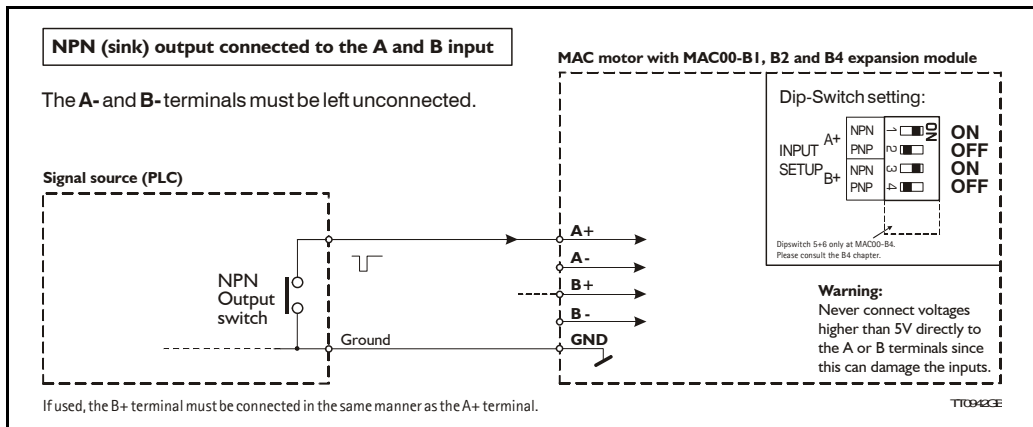 NPN (sink) output connected to the A and B input
The A- and B- terminals must be left unconnected.
Signal source (PLC)
NPN
Output
switch
Ground
If used, the B+ terminal must be connected in the same manner as the A+ terminal.
MAC motor with MAC00-B1, B2 and B4 expansion module
A+
A-
B+
B -
GND
Dip-Switch setting:
INPUT
SETUP
A+
B+
NPN
PNP
NPN
PNP
1
2
3
4
ON
ON
OFF
ON
OFF
Dipswitch 5+6 only at MAC00-B4.
Please consult the B4 chapter.
Warning:
Never connect voltages
higher than 5V directly to
the A or B terminals since
this can damage the inputs.
TT0942GB